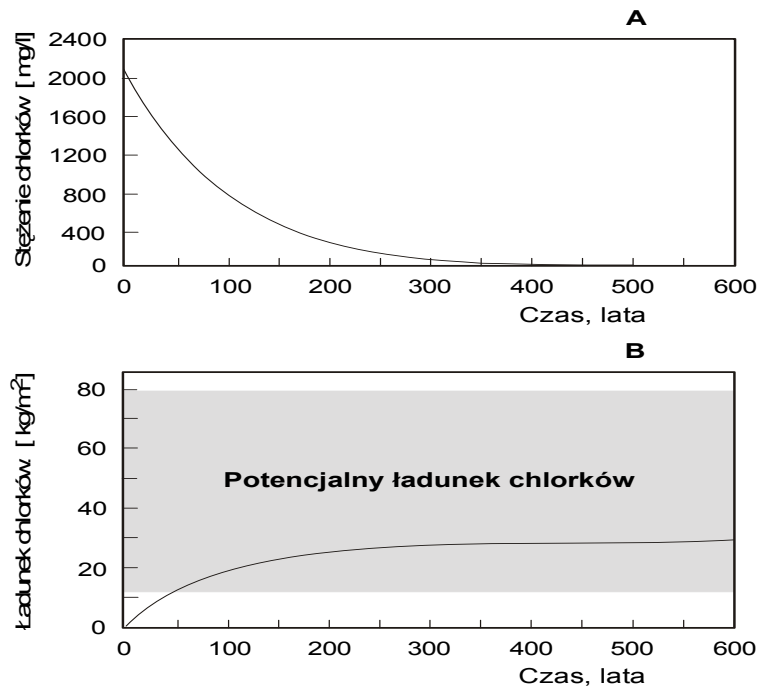 A
Stężenie chlorków [mg/l]
2400
2000
1600
1200
800
400
0
0 100 200 300 400 500 600
Czas, lata
B
Ładunek chlorków. [kg/m²]
80
60
40
20
0
Potencjalny ładunek chlorków
0 100 200 300 400 500 600
Czas, lata